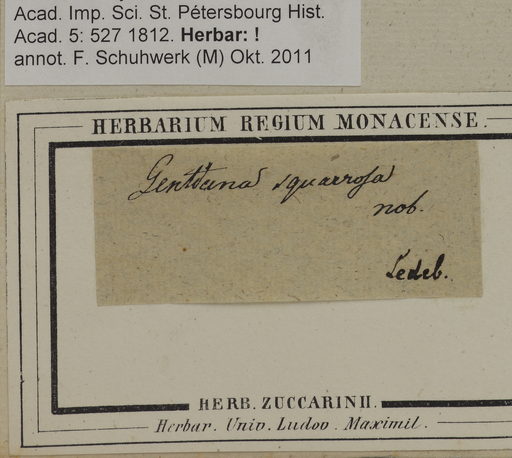 Acad. Imp. Sci. St. Pétersbourg Hist.
Acad. 5: 527 1812. Herbar: !
annot. F. Schuhwerk (M) Okt. 2011
HERBARIUM REGIUM MONACENSE.
Gentiana squarrosa
nob.
Ledeb.
HERB. ZUCCARINII.
Herbar. Univ. Ludov. Maximil.